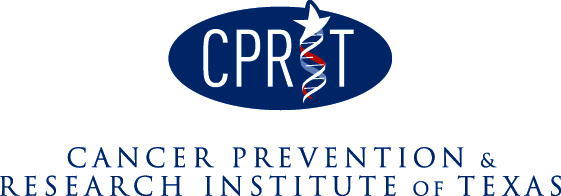 CPRIT
CANCER PREVENTION &
RESEARCH INSTITUTE OF TEXAS